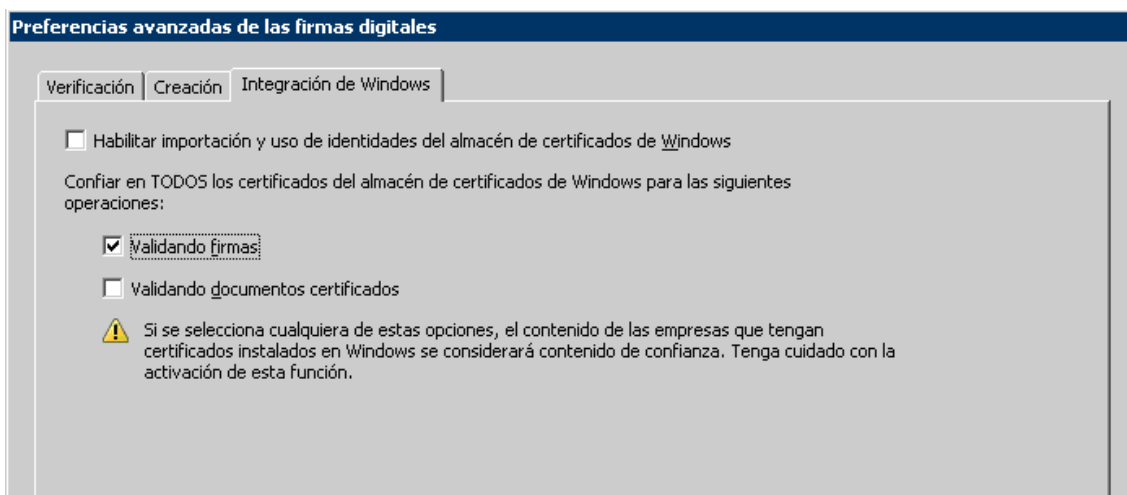 Preferencias avanzadas de las firmas digitales
Verificación
Creación
Integración de Windows
Habilitar importación y uso de identidades del almacén de certificados de Windows
Confiar en TODOS los certificados del almacén de certificados de Windows para las siguientes
operaciones:
Validando firmas
Validando documentos certificados
Si se selecciona cualquiera de estas opciones, el contenido de las empresas que tengan
certificados instalados en Windows se considerará contenido de confianza. Tenga cuidado con la
activación de esta función.